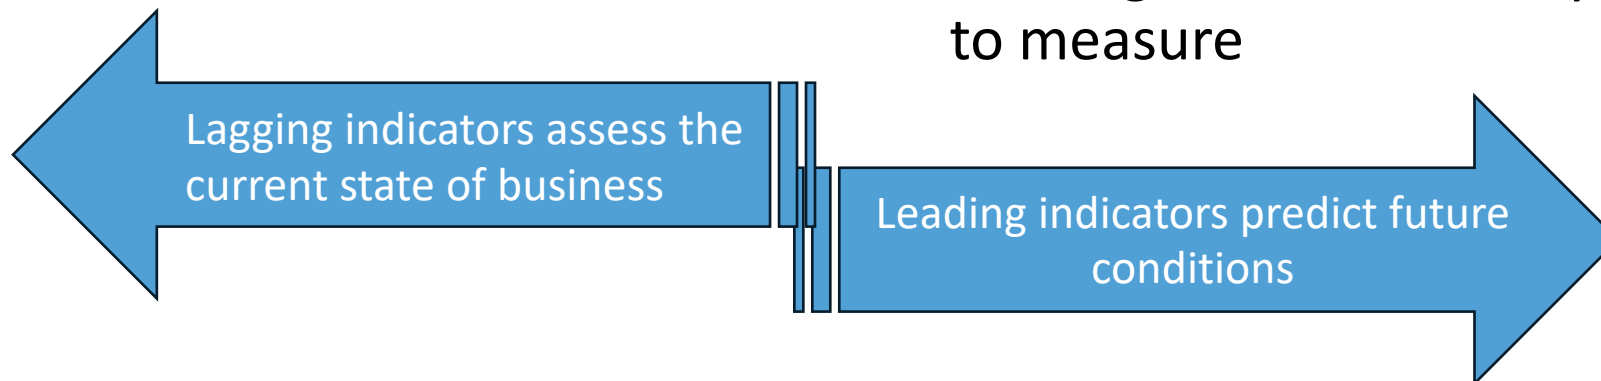 to measure
Lagging indicators assess the
current state of business
Leading indicators predict future
conditions